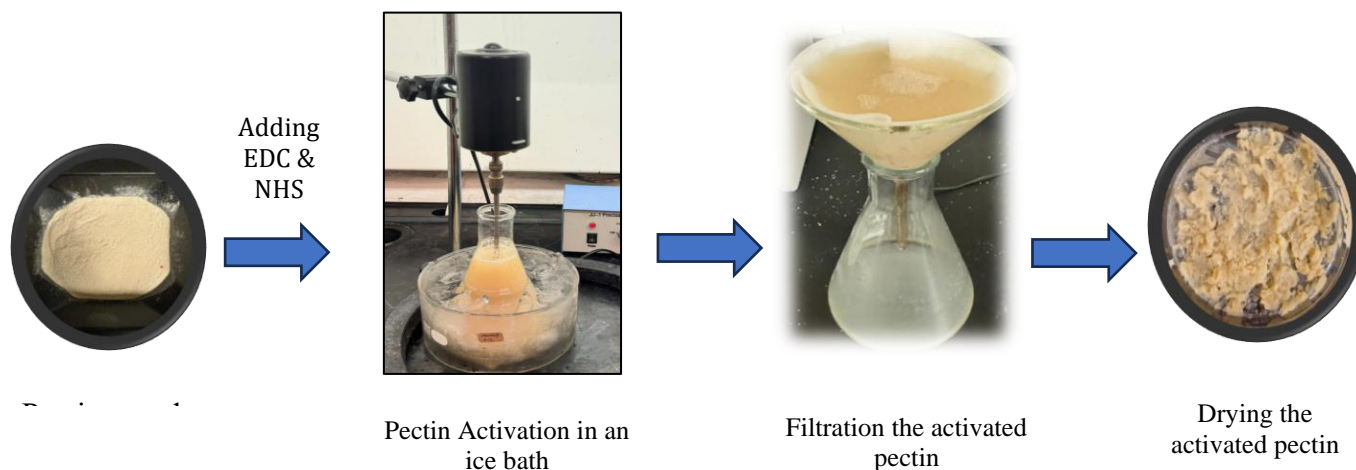 Adding
EDC &
NHS
Pectin Activation in an
ice bath
Filtration the activated
pectin
Drying the
activated pectin